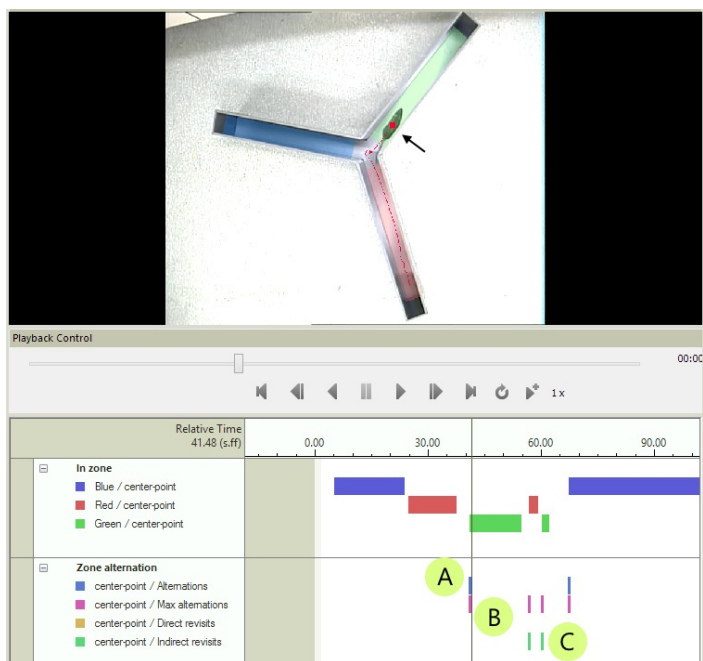 Playback Control
00:00
1 x
Relative Time
41.48 (s.ff)
0.00 30.00 60.00 90.00
In zone
Blue / center-point
Red / center-point
Green / center-point
Zone alternation
center-point / Alternations
center-point / Max alternations
center-point / Direct revisits
center-point / Indirect revisits
A
B
C